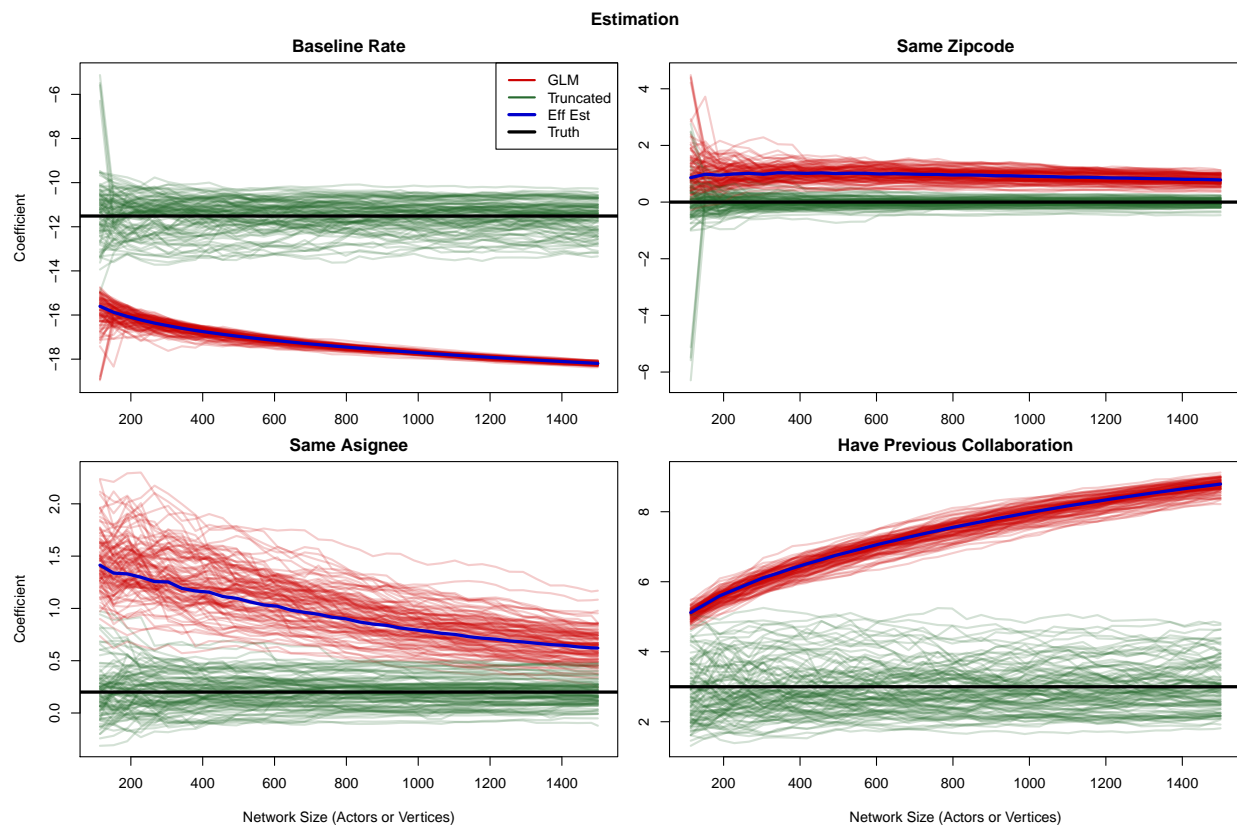 Estimation
Baseline Rate
Same Zipcode
Coefficient
−6
−8
−10
−12
−14
−16
−18
GLM
Truncated
Eff Est
Truth
4
2
0
−2
−4
−6
200 400 600 800 1000 1200 1400
200 400 600 800 1000 1200 1400
Same Asignee
Have Previous Collaboration
Coefficient
2.0
1.5
1.0
0.5
0.0
8
6
4
2
200 400 600 800 1000 1200 1400
200 400 600 800 1000 1200 1400
Network Size (Actors or Vertices)
Network Size (Actors or Vertices)